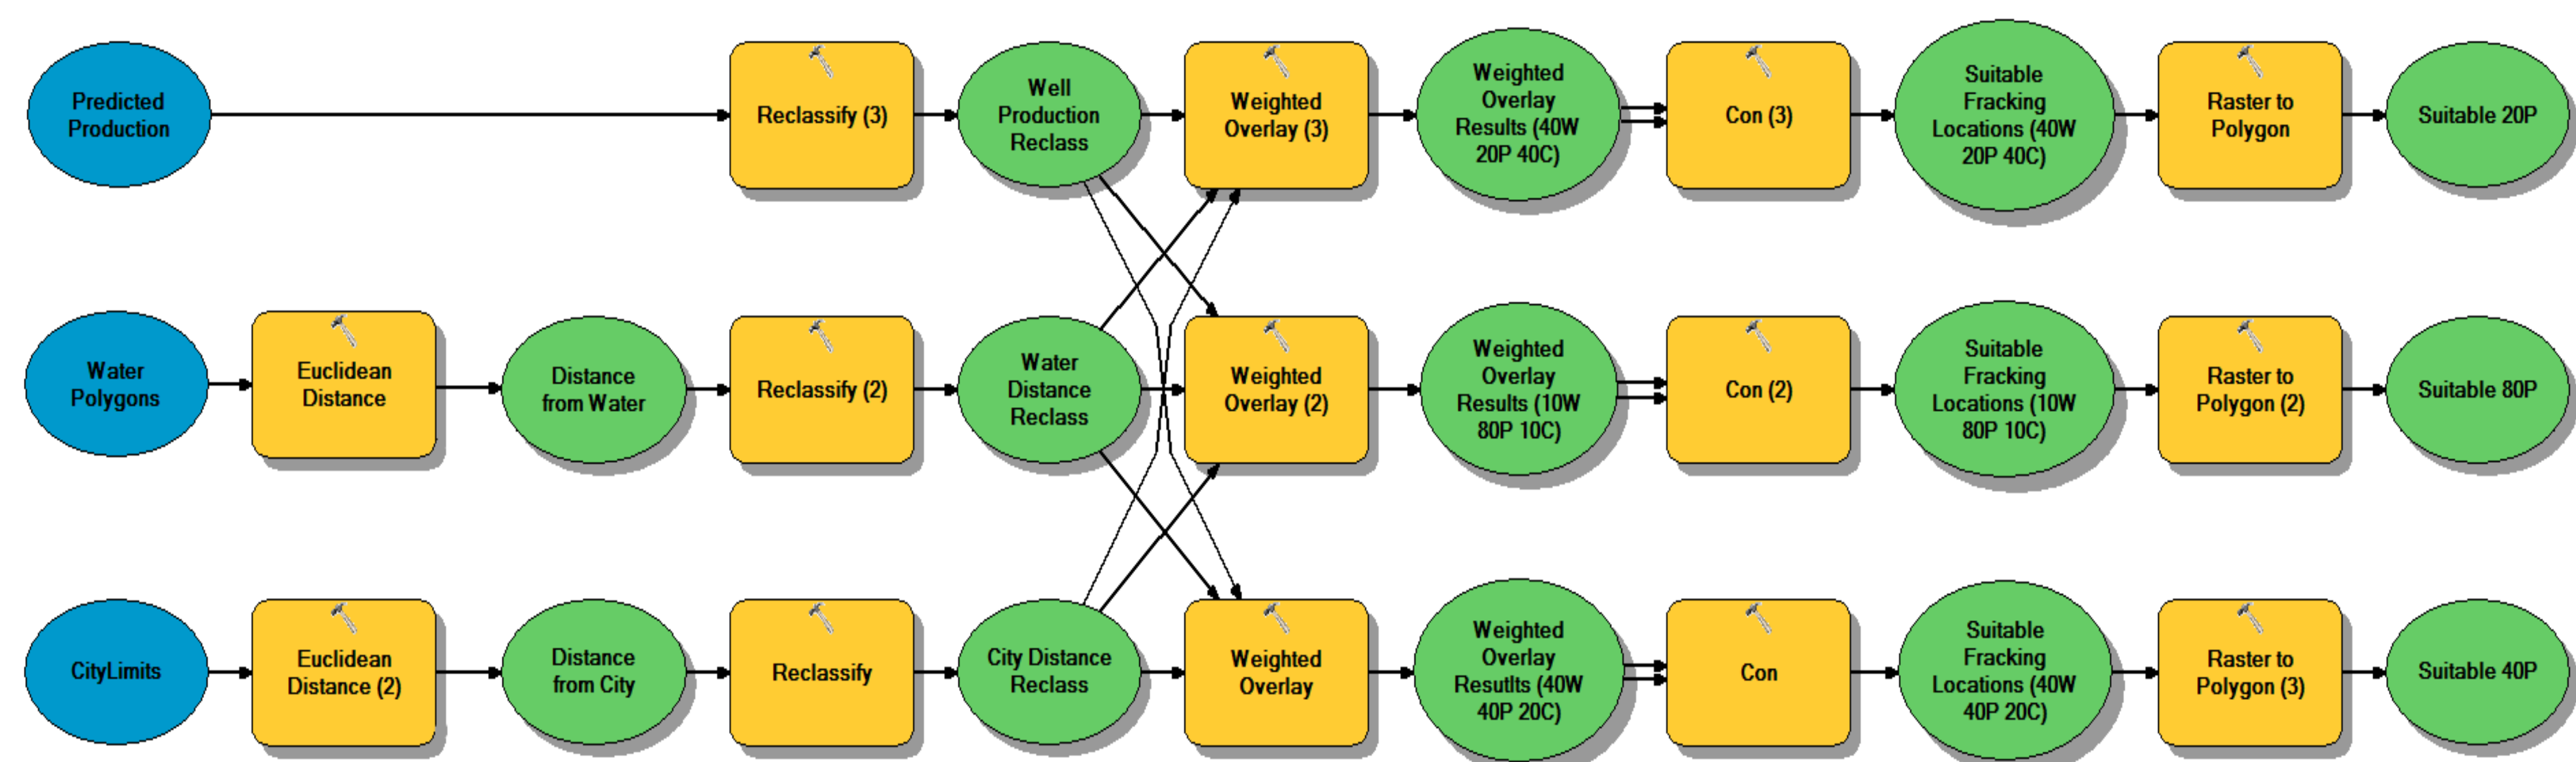 Predicted
Production
Reclassify (3)
Well
Production
Reclass
Weighted
Overlay (3)
Weighted
Overlay
Results (40W
20P 40C)
Con (3)
Suitable
Fracking
Locations (40W
20P 40C)
Raster to
Polygon
Suitable 20P
Water
Polygons
Euclidean
Distance
Distance
from Water
Reclassify (2)
Water
Distance
Reclass
Weighted
Overlay (2)
Weighted
Overlay
Results (10W
80P 10C)
Con (2)
Suitable
Fracking
Locations (10W
80P 10C)
Raster to
Polygon (2)
Suitable 80P
CityLimits
Euclidean
Distance (2)
Distance
from City
Reclassify
City Distance
Reclass
Weighted
Overlay
Weighted
Overlay
Resutlts (40W
40P 20C)
Con
Suitable
Fracking
Locations (40W
40P 20C)
Raster to
Polygon (3)
Suitable 40P